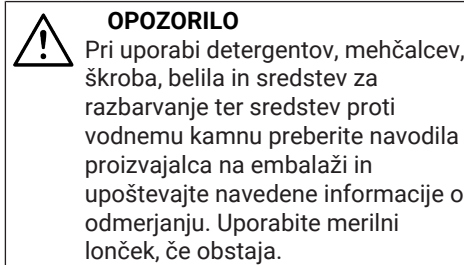 OPOZORILO
Pri uporabi detergentov, mehčalcev,
škroba, belila in sredstev za
razbarvanje ter sredstev proti
vodnemu kamnu preberite navodila
proizvajalca na embalaži in
upoštevajte navedene informacije o
odmerjanju. Uporabite merilni
lonček, če obstaja.